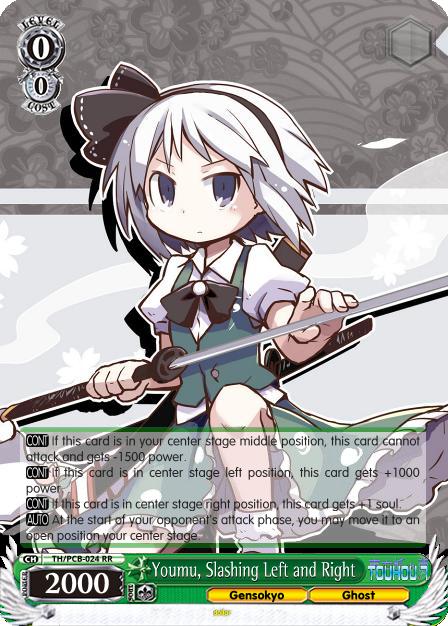 LEVEL
0
0
COST
CONT If this card is in your center stage middle position, this card cannot
attack and gets -1500 power.
CONT If this card is in center stage left position, this card gets +1000
power.
CONT If this card is in center stage right position, this card gets +1 soul.
AUTO At the start of your opponent's attack phase, you may move it to an
open position your center stage.
CH TH/PCB-024 RR
POWER 2000 SOUL Youmu, Slashing Left and Right
Gensokyo Ghost